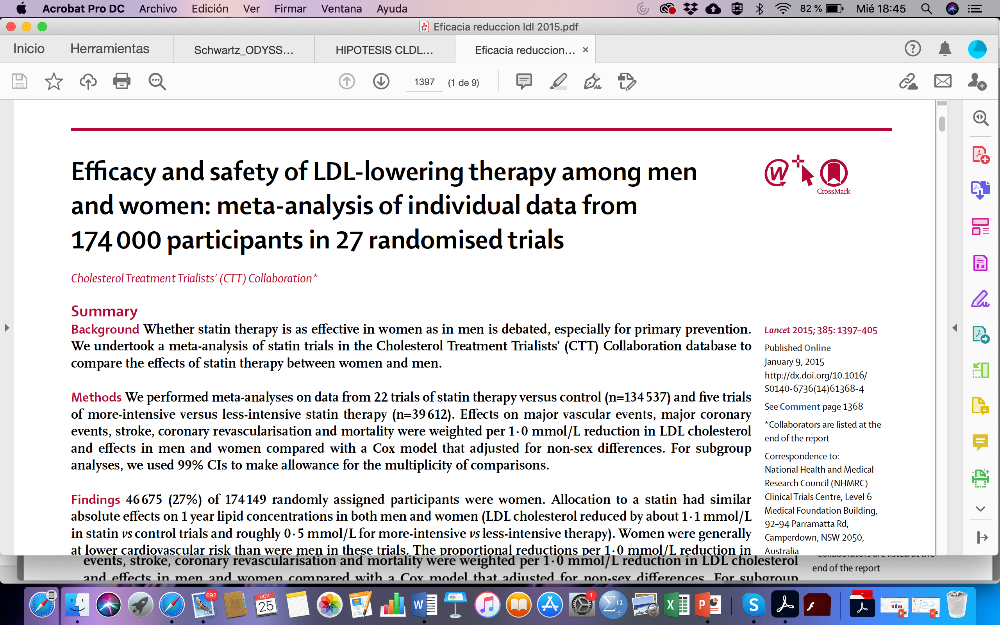 Acrobat Pro DC Archivo Edición Ver Firmar Ventana Ayuda 82 % Mié 18:45
Eficacia reduccion ldl 2015.pdf
Inicio Herramientas Schwartz_ODYSS... HIPOTESIS CLDL... Eficacia reduccion... ×
1397 (1 de 9)
Efficacy and safety of LDL-lowering therapy among men
and women: meta-analysis of individual data from
174 000 participants in 27 randomised trials
CrossMark
Cholesterol Treatment Trialists' (CTT) Collaboration*
Summary
Background Whether statin therapy is as effective in women as in men is debated, especially for primary prevention.
We undertook a meta-analysis of statin trials in the Cholesterol Treatment Trialists' (CTT) Collaboration database to
compare the effects of statin therapy between women and men.
Methods We performed meta-analyses on data from 22 trials of statin therapy versus control (n=134 537) and five trials
of more-intensive versus less-intensive statin therapy (n=39 612). Effects on major vascular events, major coronary
events, stroke, coronary revascularisation and mortality were weighted per 1·0 mmol/L reduction in LDL cholesterol
and effects in men and women compared with a Cox model that adjusted for non-sex differences. For subgroup
analyses, we used 99% CIs to make allowance for the multiplicity of comparisons.
Findings 46 675 (27%) of 174 149 randomly assigned participants were women. Allocation to a statin had similar
absolute effects on 1 year lipid concentrations in both men and women (LDL cholesterol reduced by about 1·1 mmol/L
in statin vs control trials and roughly 0·5 mmol/L for more-intensive vs less-intensive therapy). Women were generally
at lower cardiovascular risk than were men in these trials. The proportional reductions per 1·0 mmol/L reduction in
Lancet 2015; 385: 1397–405
Published Online
January 9, 2015
http://dx.doi.org/10.1016/
S0140-6736(14)61368-4
See Comment page 1368
*Collaborators are listed at the
end of the report
Correspondence to:
National Health and Medical
Research Council (NHMRC)
Clinical Trials Centre, Level 6
Medical Foundation Building,
92–94 Parramatta Rd,
Camperdown, NSW 2050,
Australia
events, stroke, coronary revascularisation and mortality were weighted per 1·0 mmol/L reduction in LDL cholesterol
and effects in men and women compared with a Cox model that adjusted for non-sex differences. For subgroup
end of the report
692
NOV
25
PAGES
1